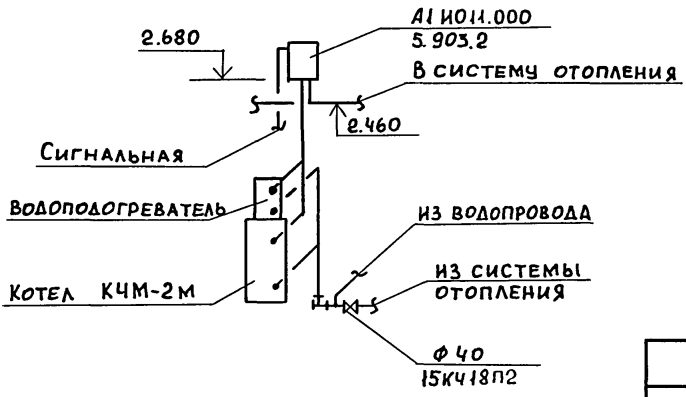 А1 И011.000
5.903.2
2.680
В СИСТЕМУ ОТОПЛЕНИЯ
2.460
СИГНАЛЬНАЯ
ВОДОПОДОГРЕВАТЕЛЬ
ИЗ ВОДОПРОВОДА
ИЗ СИСТЕМЫ
ОТОПЛЕНИЯ
КОТЕЛ КЧМ-2М
Ф 40
15КЧ18П2